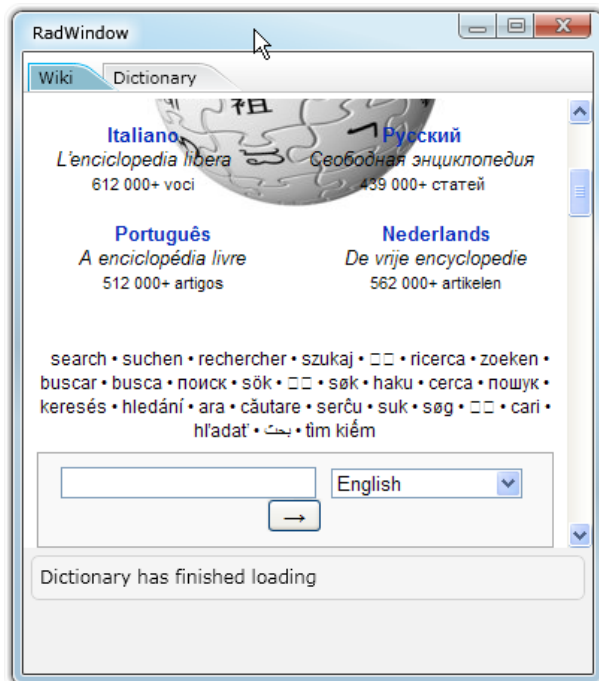 RadWindow
Wiki Dictionary
祖
Italiano Русский
L'enciclopedia libera Свободная энциклопедия
612 000+ voci 439 000+ статей
Português Nederlands
A enciclopédia livre De vrije encyclopedie
512 000+ artigos 562 000+ artikelen
search • suchen • rechercher • szukaj • □□ • ricerca • zoeken •
buscar • busca • поиск • sök • □□ • søk • haku • cerca • пошук •
keresés • hledání • ara • căutare • serĉu • suk • søg • □□ • cari •
hľadať • بحث • tìm kiếm
English
→
Dictionary has finished loading